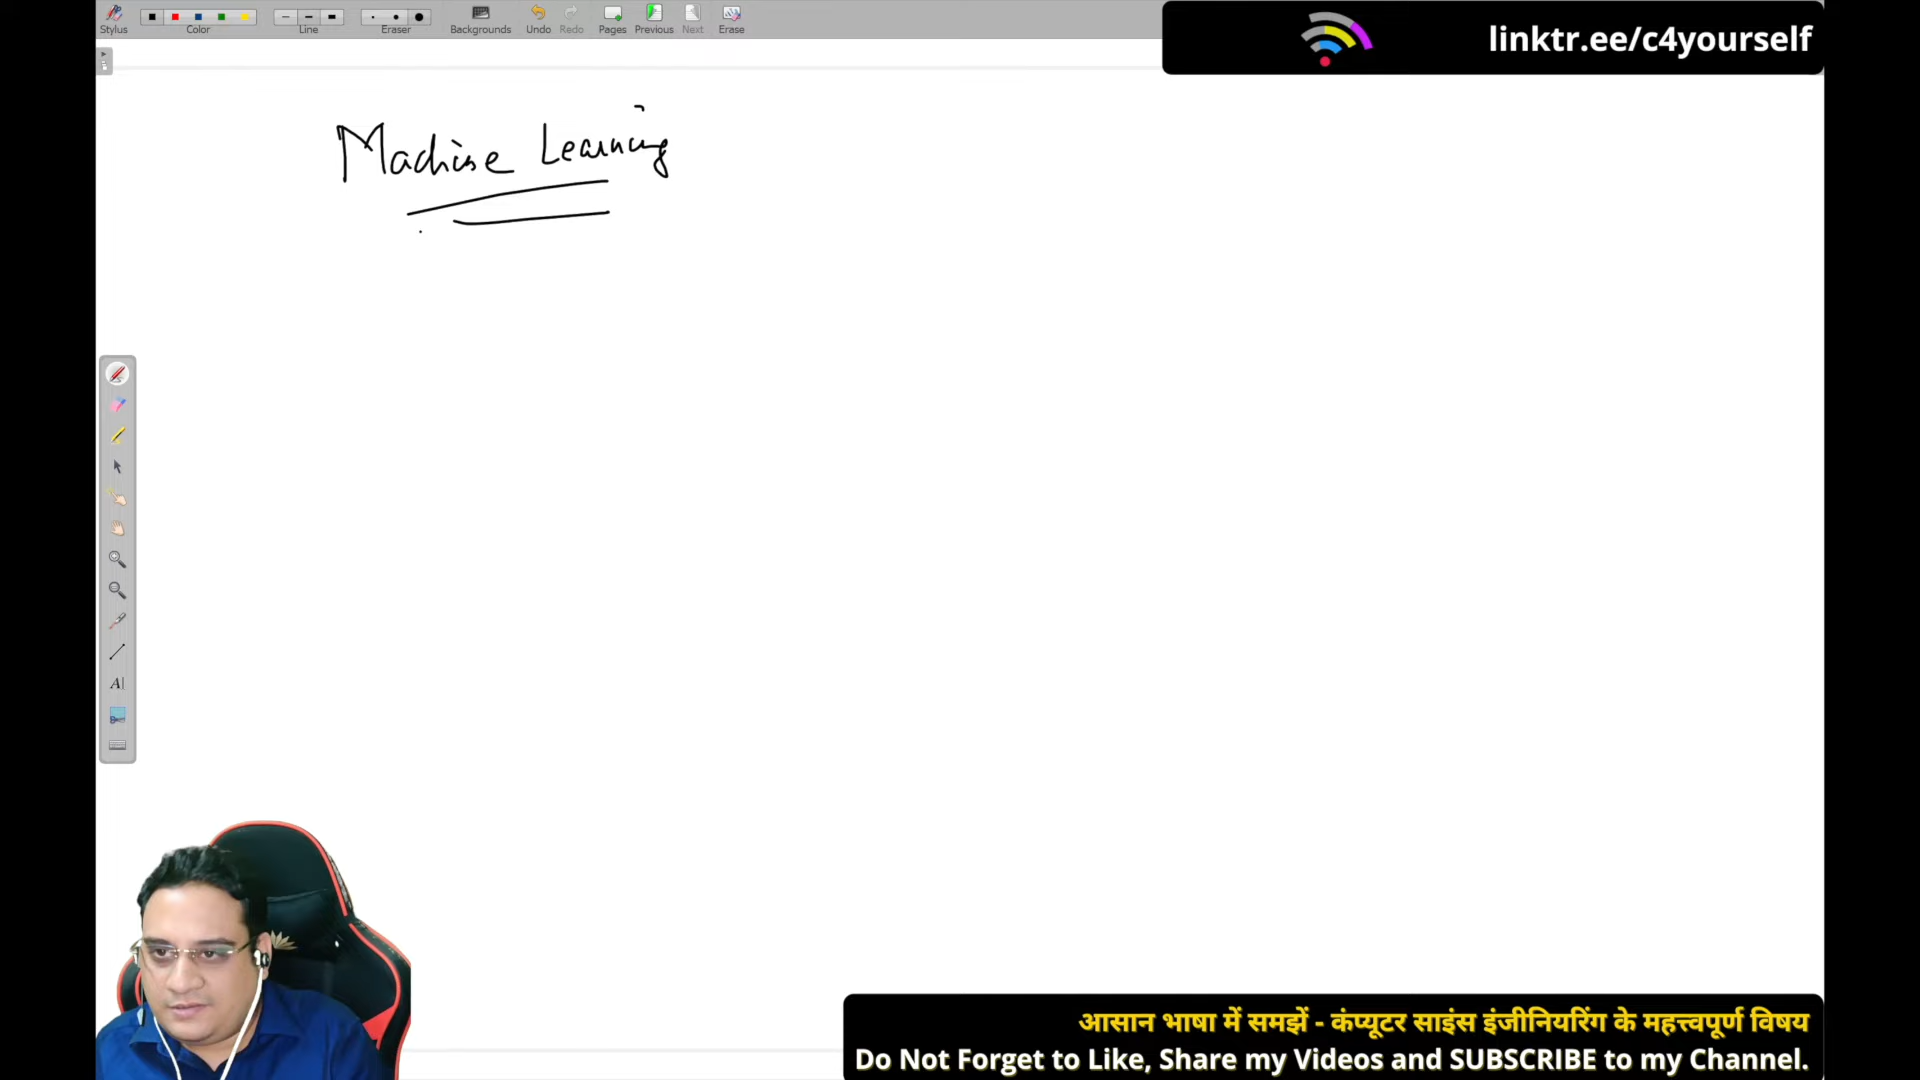 Stylus Color Line Eraser Backgrounds Undo Redo Pages Previous Next Erase
linktr.ee/c4yourself
Machine Learning
A
आसान भाषा में समझें - कंप्यूटर साइंस इंजीनियरिंग के महत्त्वपूर्ण विषय
Do Not Forget to Like, Share my Videos and SUBSCRIBE to my Channel.